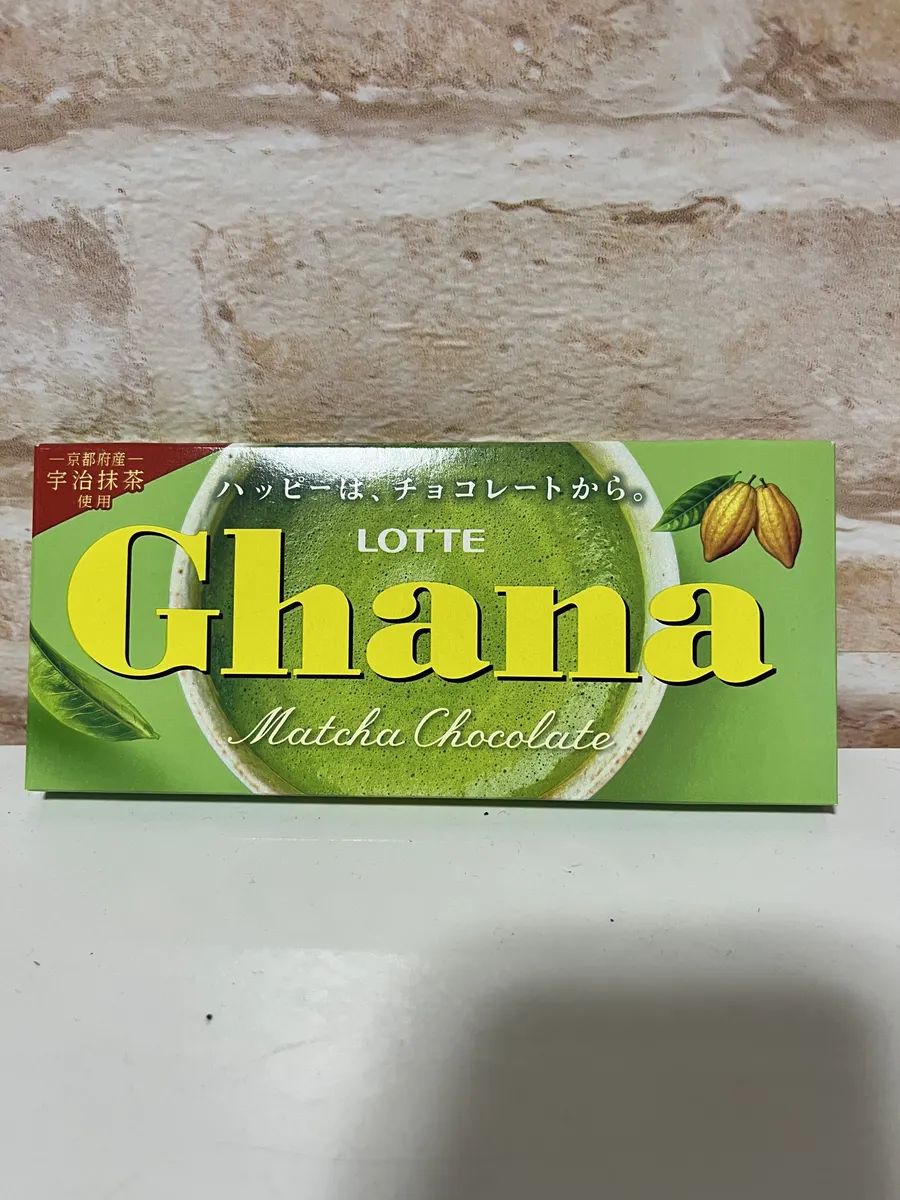 京都府産
宇治抹茶
使用
ハッピーは、チョコレートから。
LOTTE
Ghana
Matcha Chocolate